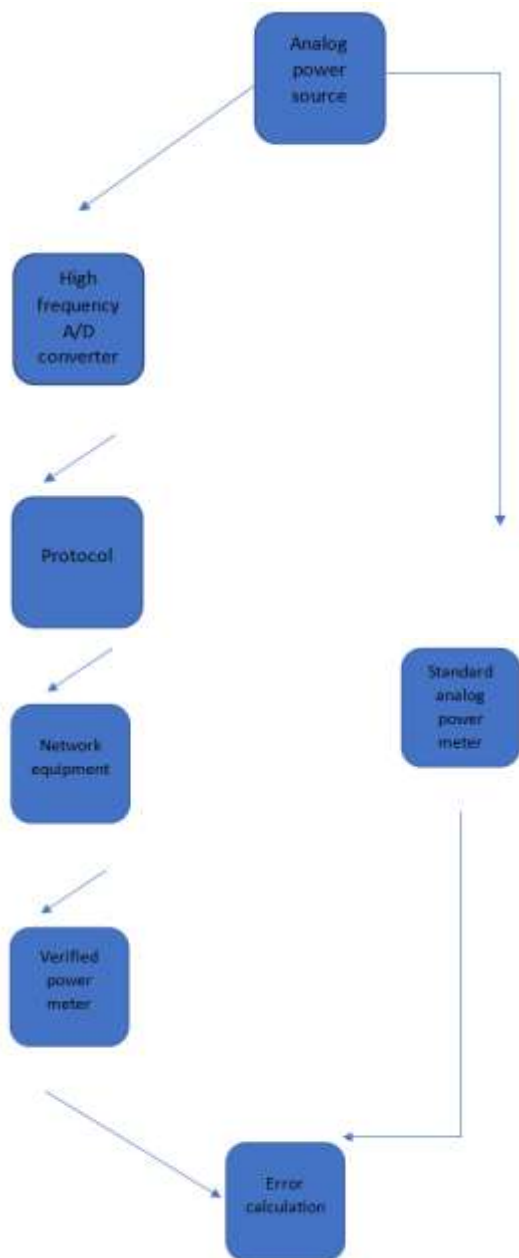 Analog
power
source
High
frequency
A/D
converter
Protocol
Network
equipment
Standard
analog
power
meter
Verified
power
meter
Error
calculation